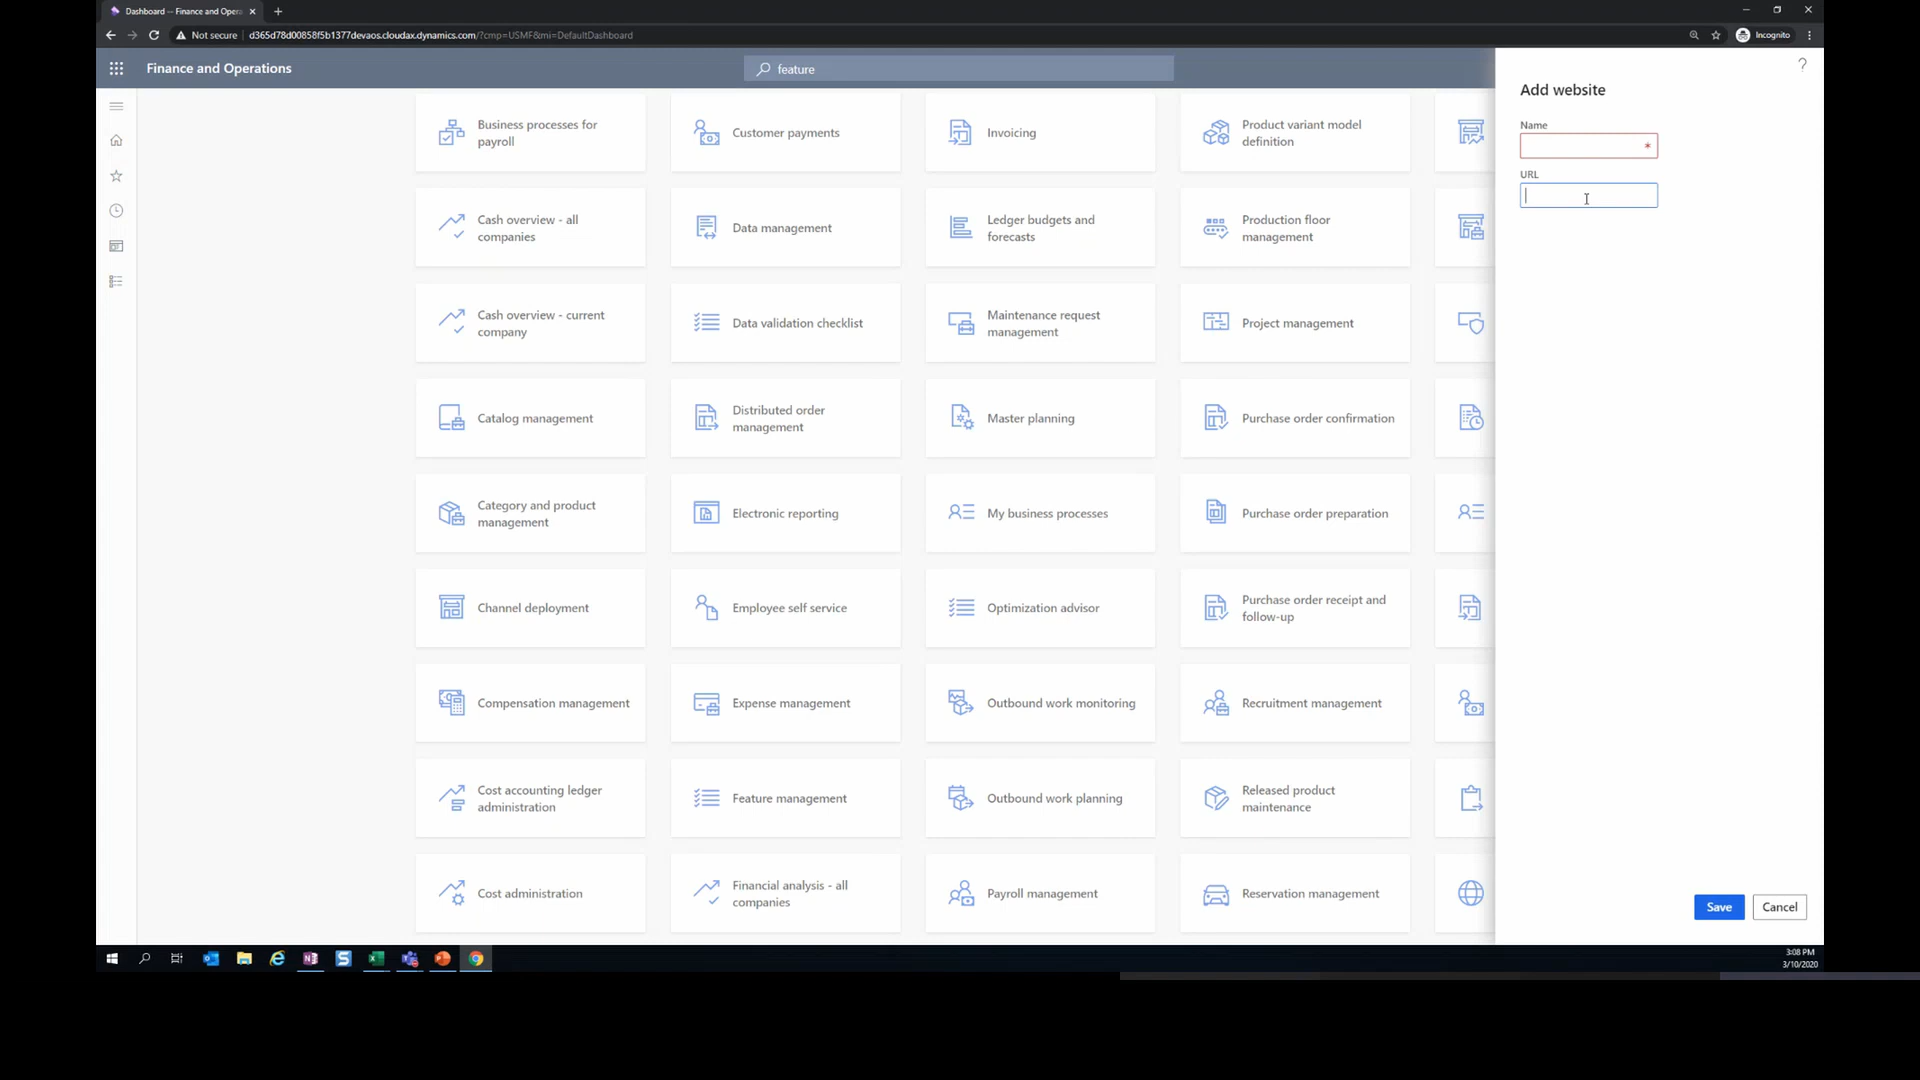 Dashboard -- Finance and Oper
Not secure
d365d78d00858f5b1377devaos.cloudax.dynamics.com/?cmp=USMF&mi=DefaultDashboard
Incognito
Finance and Operations
feature
?
Add website
Name
*
URL
Save
Cancel
Business processes for
payroll
Customer payments
Invoicing
Product variant model
definition
Cash overview - all
companies
Data management
Ledger budgets and
forecasts
Production floor
management
Cash overview - current
company
Data validation checklist
Maintenance request
management
Project management
Catalog management
Distributed order
management
Master planning
Purchase order confirmation
Category and product
management
Electronic reporting
My business processes
Purchase order preparation
Channel deployment
Employee self service
Optimization advisor
Purchase order receipt and
follow-up
Compensation management
Expense management
Outbound work monitoring
Recruitment management
Cost accounting ledger
administration
Feature management
Outbound work planning
Released product
maintenance
Cost administration
Financial analysis - all
companies
Payroll management
Reservation management
3:08 PM
3/10/2020